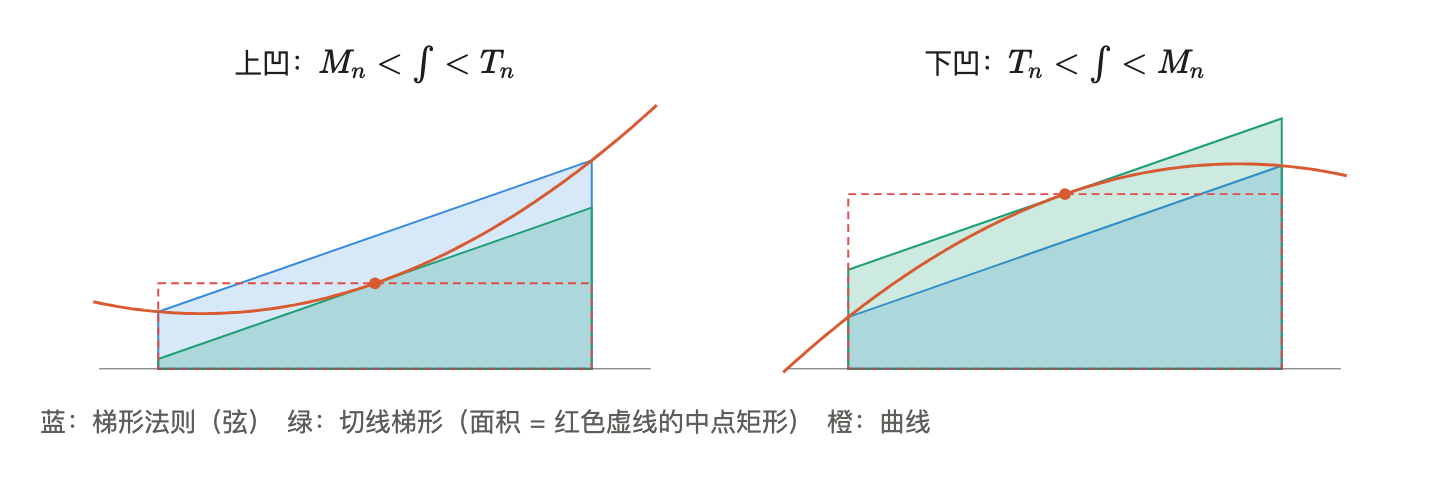 上凹：$M_n < \int < T_n$
下凹：$T_n < \int < M_n$
蓝：梯形法则（弦） 绿：切线梯形（面积 = 红色虚线的中点矩形） 橙：曲线